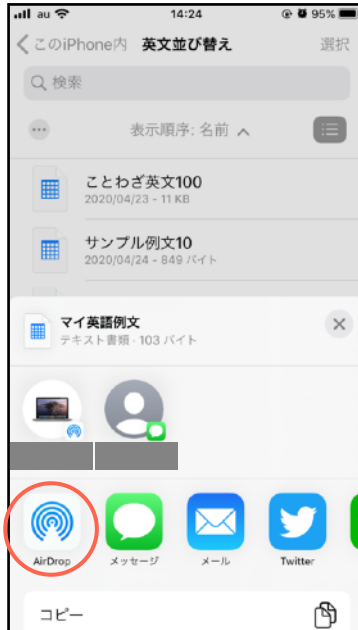 au 14:24 95%
このiPhone内 英文並び替え 選択
検索
表示順序: 名前
ことわざ英文100
2020/04/23 - 11 KB
サンプル例文10
2020/04/24 - 849 バイト
マイ英語例文
テキスト書類 · 103 バイト
AirDrop メッセージ メール Twitter
コピー